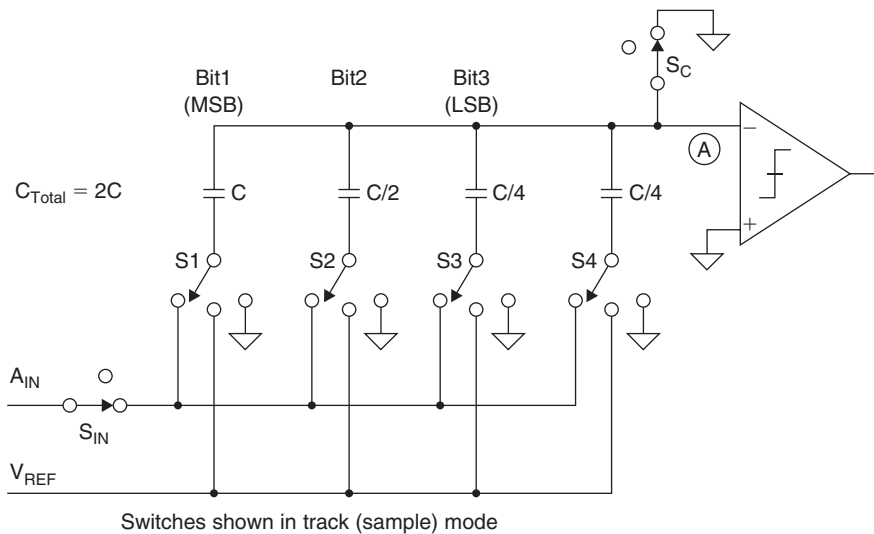 S_C
Bit1
(MSB)
Bit2
Bit3
(LSB)
A
−
+
C_Total = 2C
C
C/2
C/4
C/4
S1
S2
S3
S4
A_IN
S_IN
V_REF
Switches shown in track (sample) mode